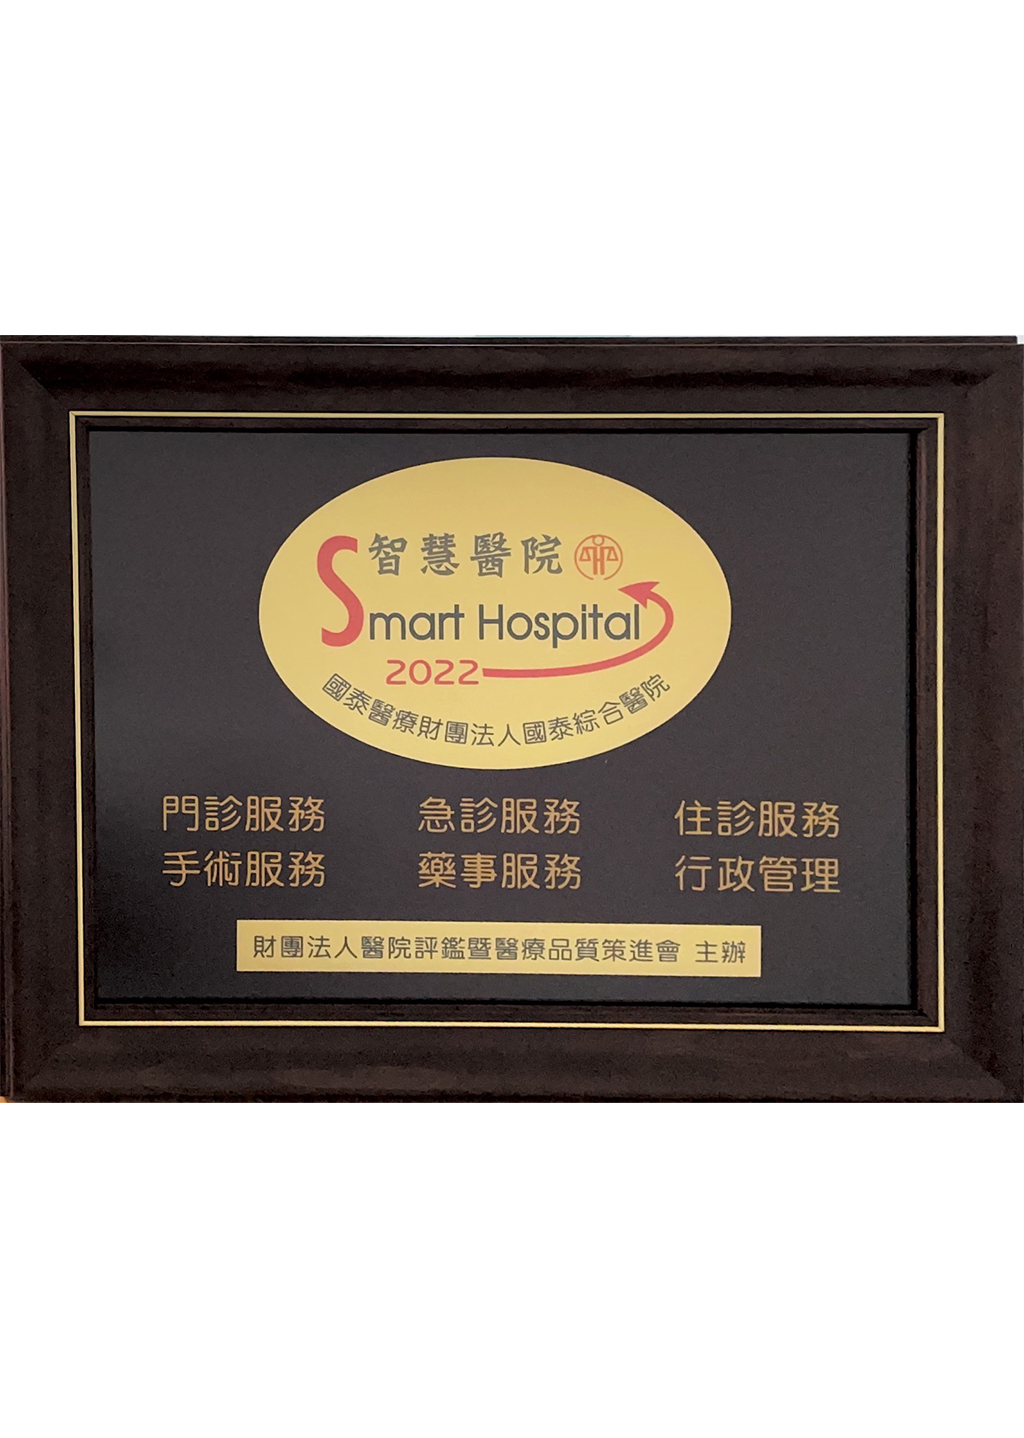 智慧醫院
Smart Hospital
2022
國泰醫療財團法人國泰綜合醫院
門診服務 急診服務 住診服務
手術服務 藥事服務 行政管理
財團法人醫院評鑑暨醫療品質策進會 主辦